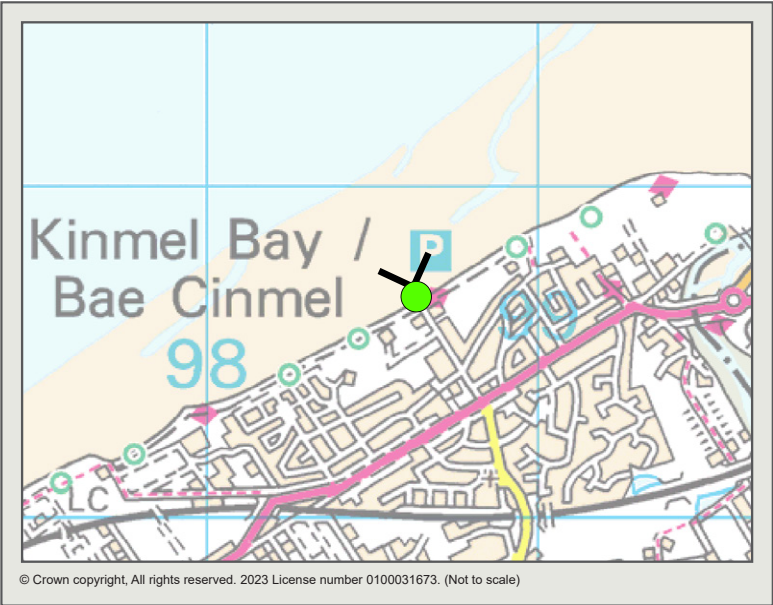 Kinmel Bay /
P
Bae Cinmel
99
98
LC
© Crown copyright, All rights reserved. 2023 License number 0100031673. (Not to scale)